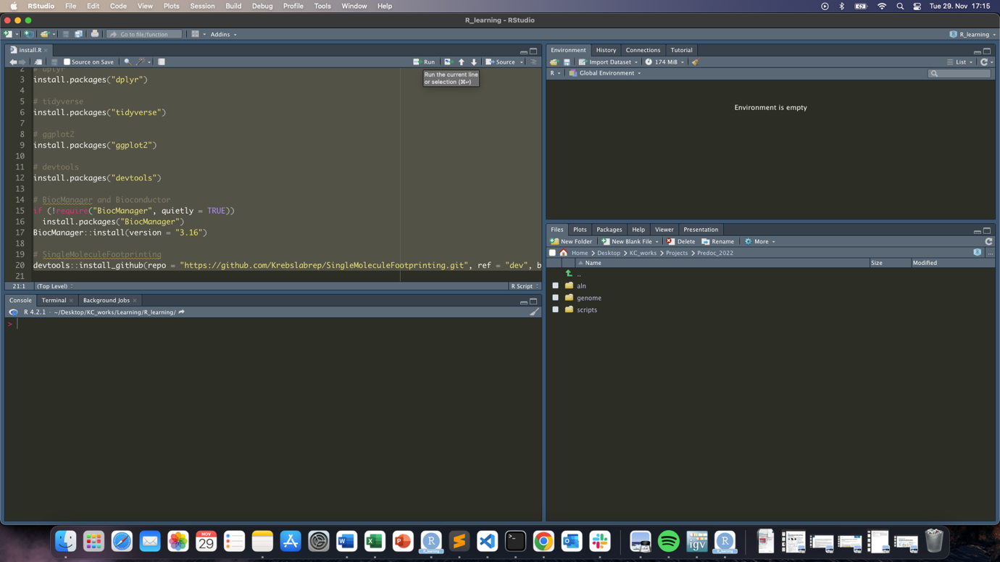 RStudio File Edit Code View Plots Session Build Debug Profile Tools Window Help Tue 29. Nov 17:15
R_learning - RStudio
Go to file/function Addins R_learning
install.R
Source on Save Run Source
Run the current line
or selection (⌘↩)
2 # dplyr
3 install.packages("dplyr")
4
5 # tidyverse
6 install.packages("tidyverse")
7
8 # ggplot2
9 install.packages("ggplot2")
10
11 # devtools
12 install.packages("devtools")
13
14 # BiocManager and Bioconductor
15 if (!require("BiocManager", quietly = TRUE))
16 install.packages("BiocManager")
17 BiocManager::install(version = "3.16")
18
19 # SingleMoleculeFootprinting
20 devtools::install_github(repo = "https://github.com/Krebslabrep/SingleMoleculeFootprinting.git", ref = "dev", b
21
21:1 (Top Level) R Script
Console Terminal Background Jobs
R 4.2.1 · ~/Desktop/KC_works/Learning/R_learning/
>
Environment History Connections Tutorial
Import Dataset 174 MiB List
R Global Environment
Environment is empty
Files Plots Packages Help Viewer Presentation
New Folder New Blank File Delete Rename More
Home Desktop KC_works Projects Predoc_2022 ...
Name Size Modified
..
aln
genome
scripts
NOV
29
igv
R_learning
R_learning